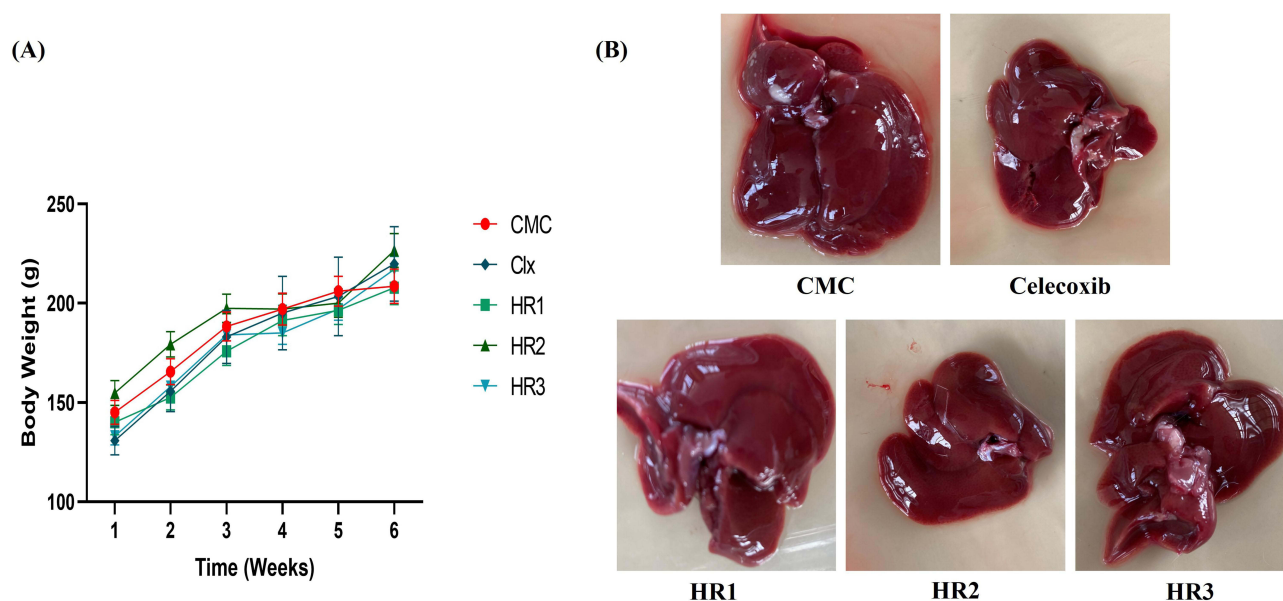 (A)
250
200
150
100
Body Weight (g)
1 2 3 4 5 6
Time (Weeks)
CMC
Clx
HR1
HR2
HR3
(B)
CMC
Celecoxib
HR1
HR2
HR3